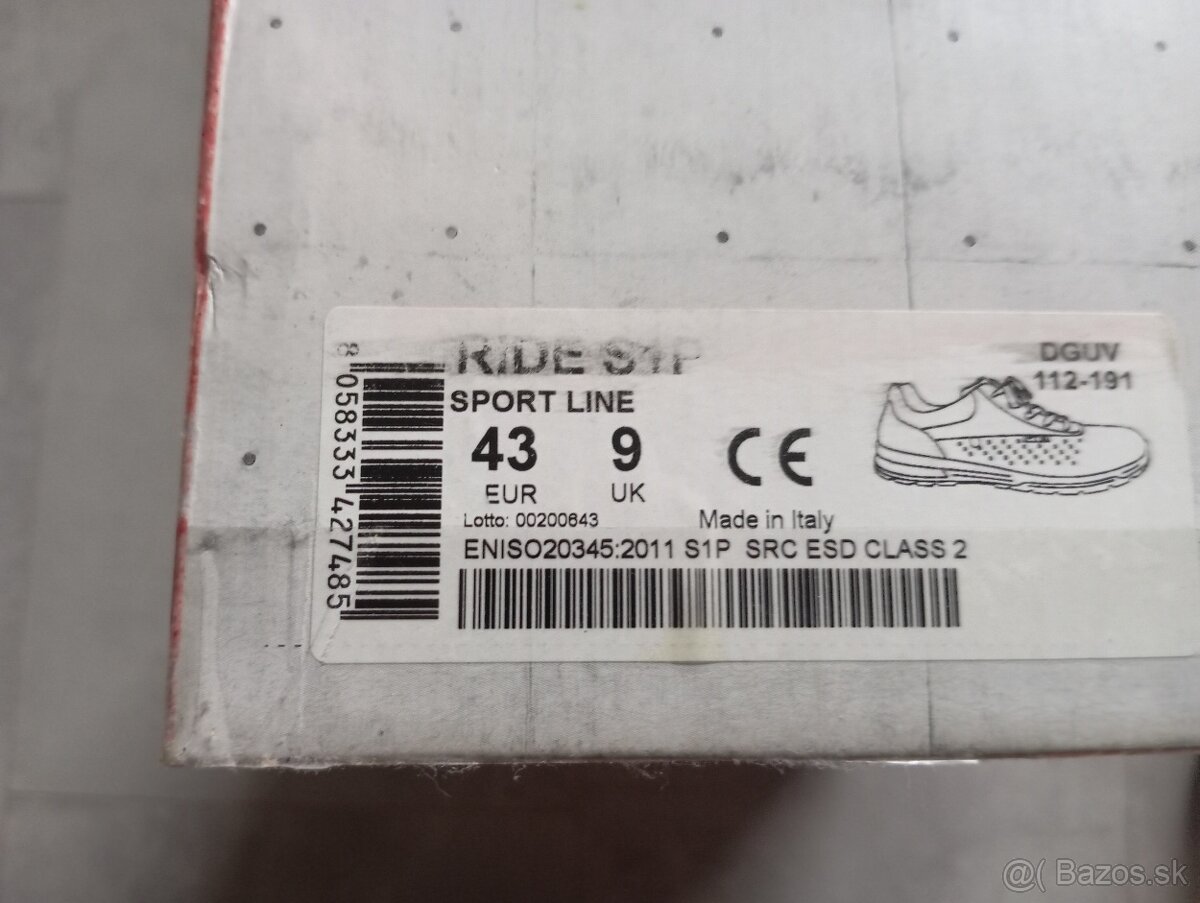 RIDE S1P
DGUV
112-191
SPORT LINE
43 9
EUR UK
CE
Lotto: 00200643
Made in Italy
ENISO20345:2011 S1P SRC ESD CLASS 2
8 058333 427485
@( Bazos.sk